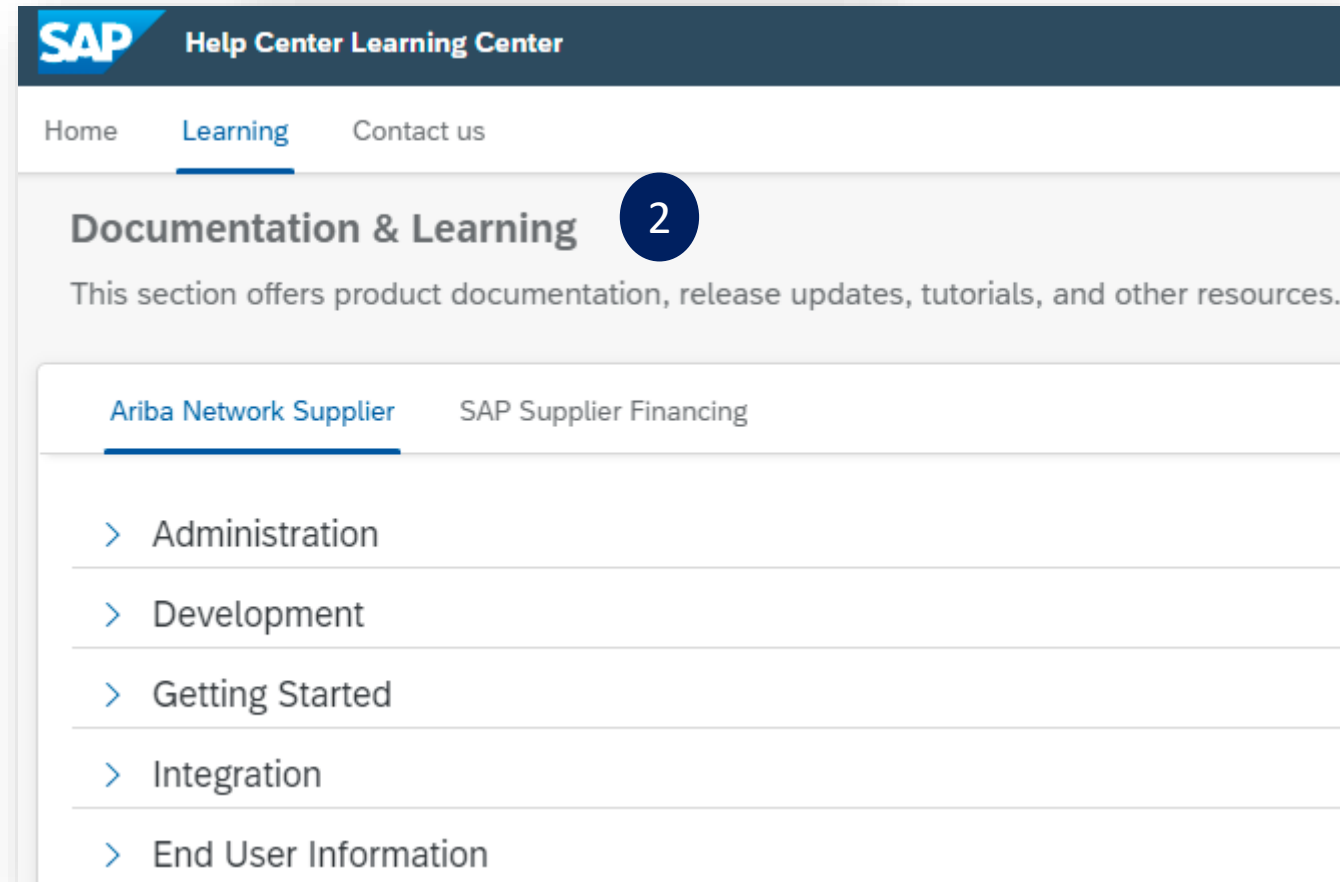 SAP Help Center Learning Center
Home Learning Contact us
Documentation & Learning 2
This section offers product documentation, release updates, tutorials, and other resources.
Ariba Network Supplier SAP Supplier Financing
Administration
Development
Getting Started
Integration
End User Information